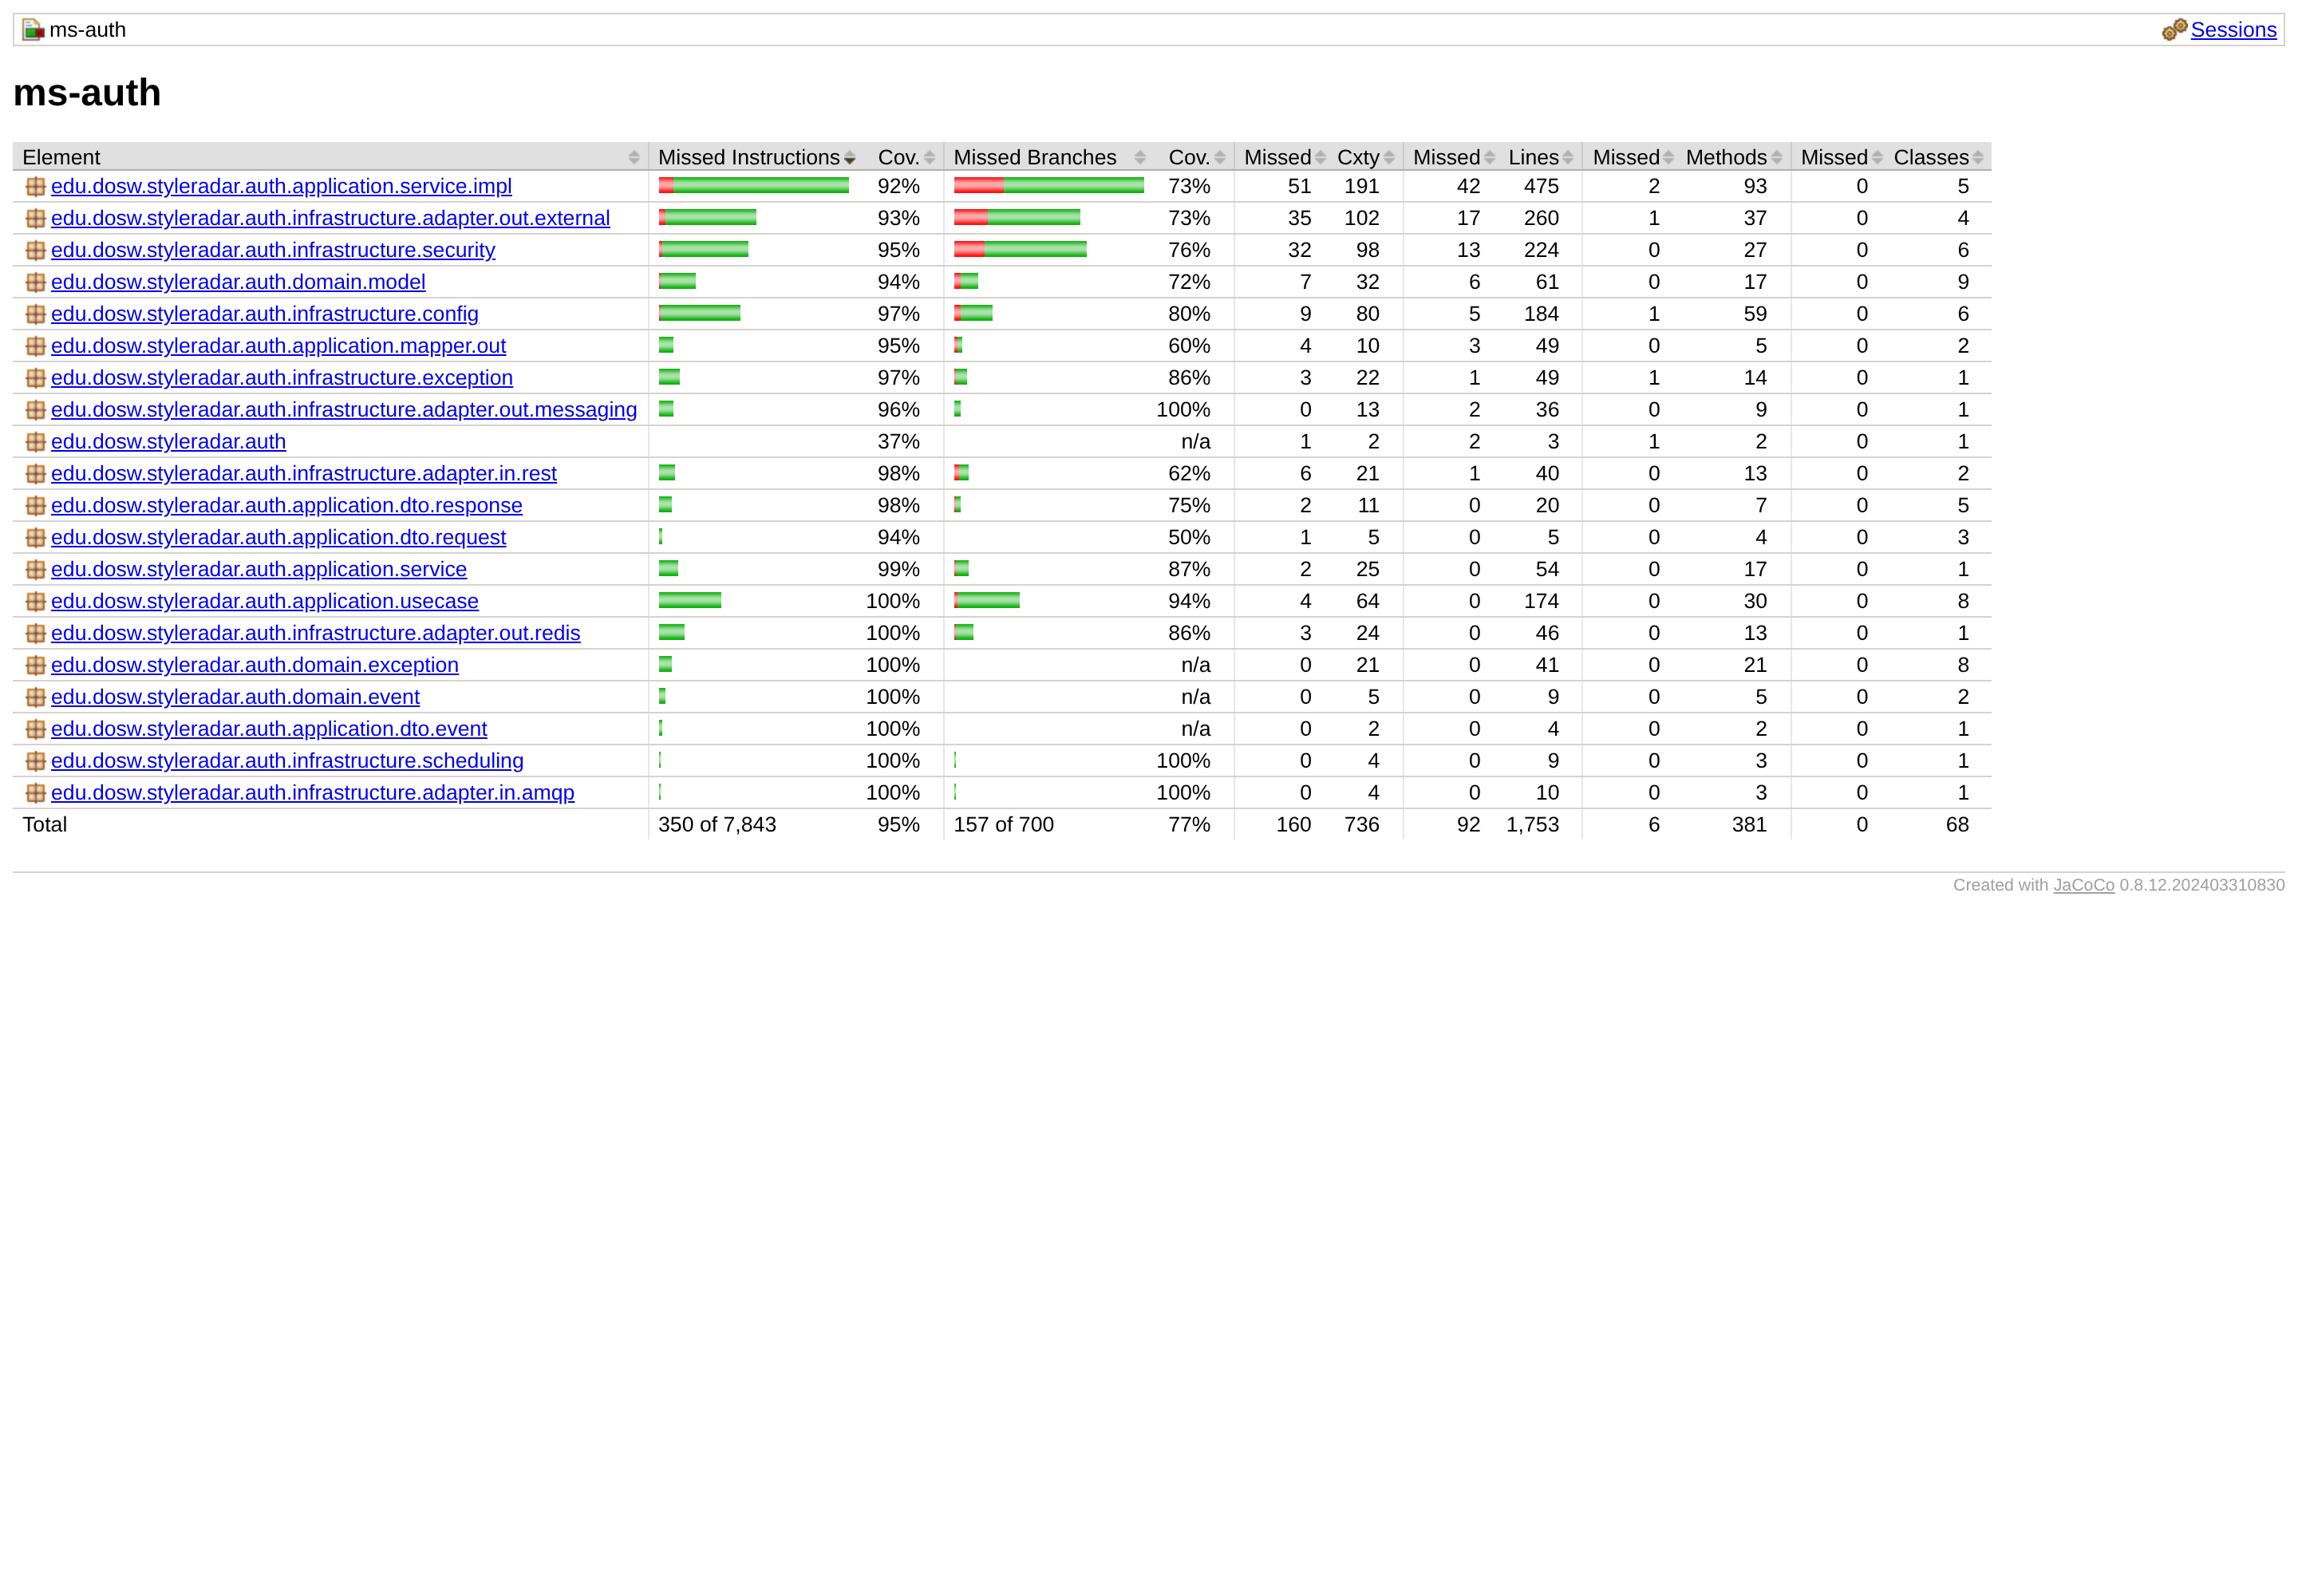 ms-auth Sessions
ms-auth
Element Missed Instructions Cov. Missed Branches Cov. Missed Cxty Missed Lines Missed Methods Missed Classes
edu.dosw.styleradar.auth.application.service.impl 92% 73% 51 191 42 475 2 93 0 5
edu.dosw.styleradar.auth.infrastructure.adapter.out.external 93% 73% 35 102 17 260 1 37 0 4
edu.dosw.styleradar.auth.infrastructure.security 95% 76% 32 98 13 224 0 27 0 6
edu.dosw.styleradar.auth.domain.model 94% 72% 7 32 6 61 0 17 0 9
edu.dosw.styleradar.auth.infrastructure.config 97% 80% 9 80 5 184 1 59 0 6
edu.dosw.styleradar.auth.application.mapper.out 95% 60% 4 10 3 49 0 5 0 2
edu.dosw.styleradar.auth.infrastructure.exception 97% 86% 3 22 1 49 1 14 0 1
edu.dosw.styleradar.auth.infrastructure.adapter.out.messaging 96% 100% 0 13 2 36 0 9 0 1
edu.dosw.styleradar.auth 37% n/a 1 2 2 3 1 2 0 1
edu.dosw.styleradar.auth.infrastructure.adapter.in.rest 98% 62% 6 21 1 40 0 13 0 2
edu.dosw.styleradar.auth.application.dto.response 98% 75% 2 11 0 20 0 7 0 5
edu.dosw.styleradar.auth.application.dto.request 94% 50% 1 5 0 5 0 4 0 3
edu.dosw.styleradar.auth.application.service 99% 87% 2 25 0 54 0 17 0 1
edu.dosw.styleradar.auth.application.usecase 100% 94% 4 64 0 174 0 30 0 8
edu.dosw.styleradar.auth.infrastructure.adapter.out.redis 100% 86% 3 24 0 46 0 13 0 1
edu.dosw.styleradar.auth.domain.exception 100% n/a 0 21 0 41 0 21 0 8
edu.dosw.styleradar.auth.domain.event 100% n/a 0 5 0 9 0 5 0 2
edu.dosw.styleradar.auth.application.dto.event 100% n/a 0 2 0 4 0 2 0 1
edu.dosw.styleradar.auth.infrastructure.scheduling 100% 100% 0 4 0 9 0 3 0 1
edu.dosw.styleradar.auth.infrastructure.adapter.in.amqp 100% 100% 0 4 0 10 0 3 0 1
Total 350 of 7,843 95% 157 of 700 77% 160 736 92 1,753 6 381 0 68
Created with JaCoCo 0.8.12.202403310830